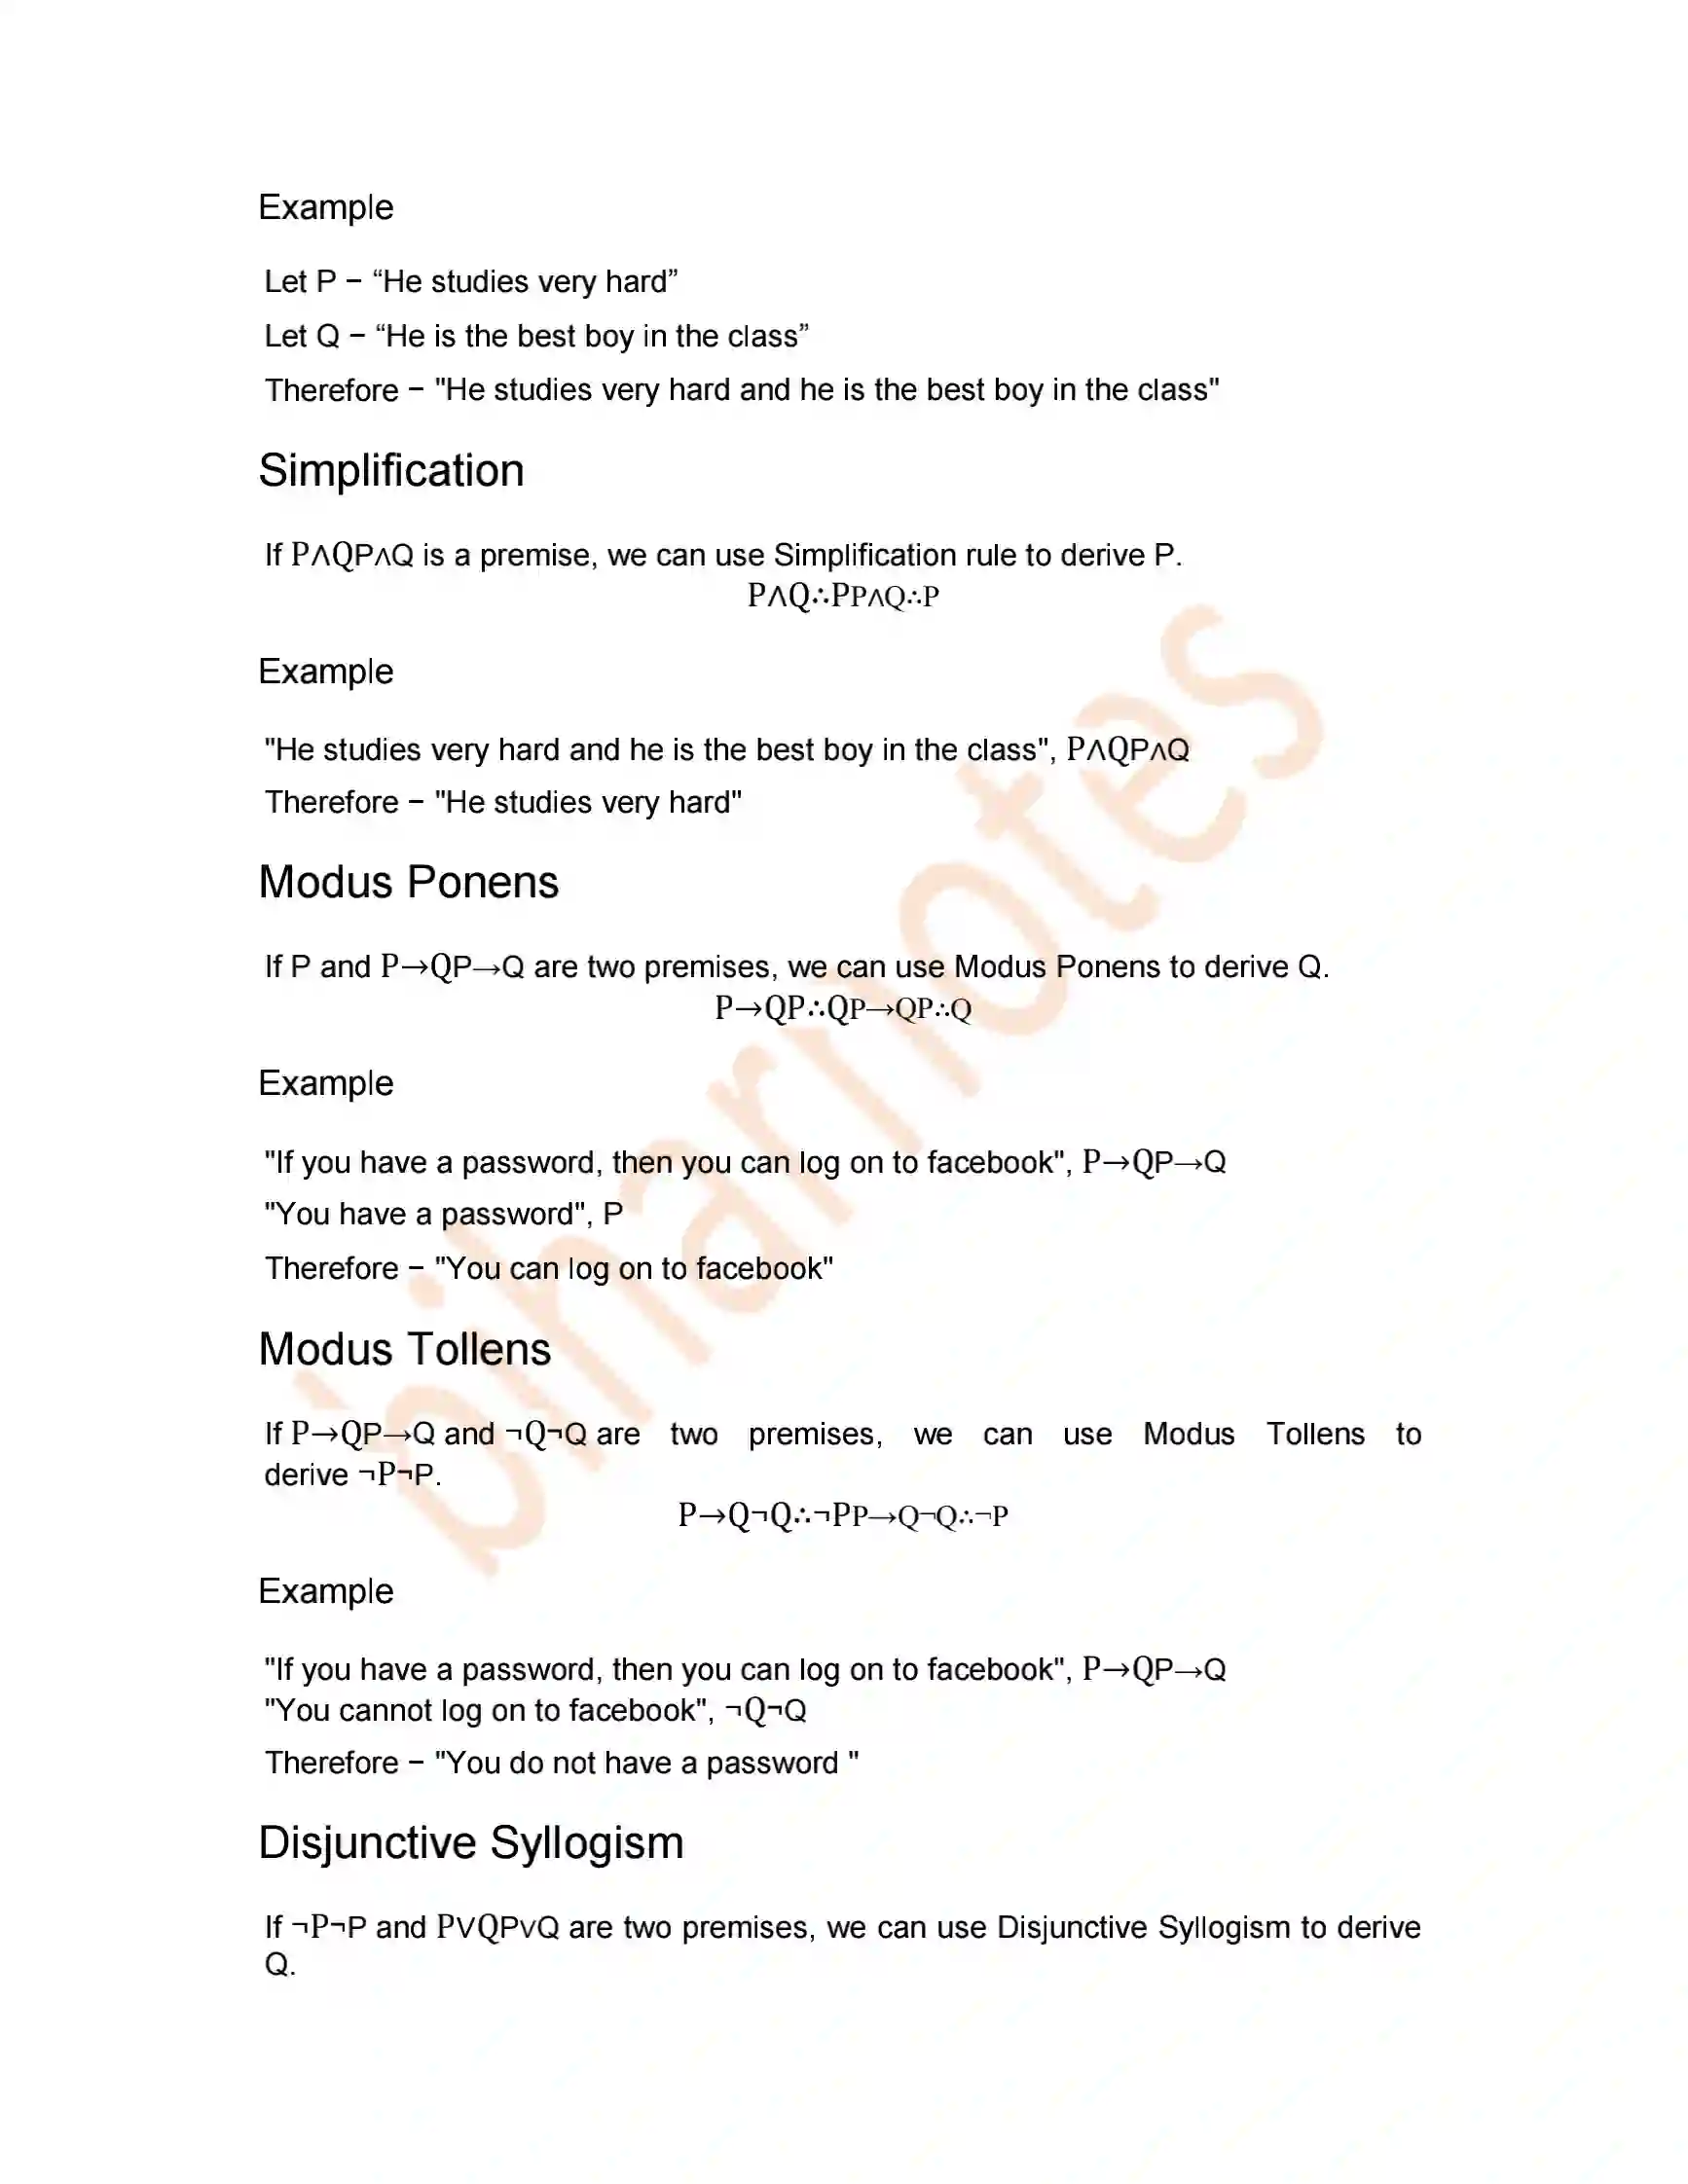 Example
Let P − “He studies very hard”
Let Q − “He is the best boy in the class”
Therefore − "He studies very hard and he is the best boy in the class"
Simplification
If P∧QP∧Q is a premise, we can use Simplification rule to derive P.
P∧Q∴PP∧Q∴P
Example
"He studies very hard and he is the best boy in the class", P∧QP∧Q
Therefore − "He studies very hard"
Modus Ponens
If P and P→QP→Q are two premises, we can use Modus Ponens to derive Q.
P→QP∴QP→QP∴Q
Example
"If you have a password, then you can log on to facebook", P→QP→Q
"You have a password", P
Therefore − "You can log on to facebook"
Modus Tollens
If P→QP→Q and ¬Q¬Q are two premises, we can use Modus Tollens to
derive ¬P¬P.
P→Q¬Q∴¬PP→Q¬Q∴¬P
Example
"If you have a password, then you can log on to facebook", P→QP→Q
"You cannot log on to facebook", ¬Q¬Q
Therefore − "You do not have a password "
Disjunctive Syllogism
If ¬P¬P and P∨QP∨Q are two premises, we can use Disjunctive Syllogism to derive
Q.
biharnotes